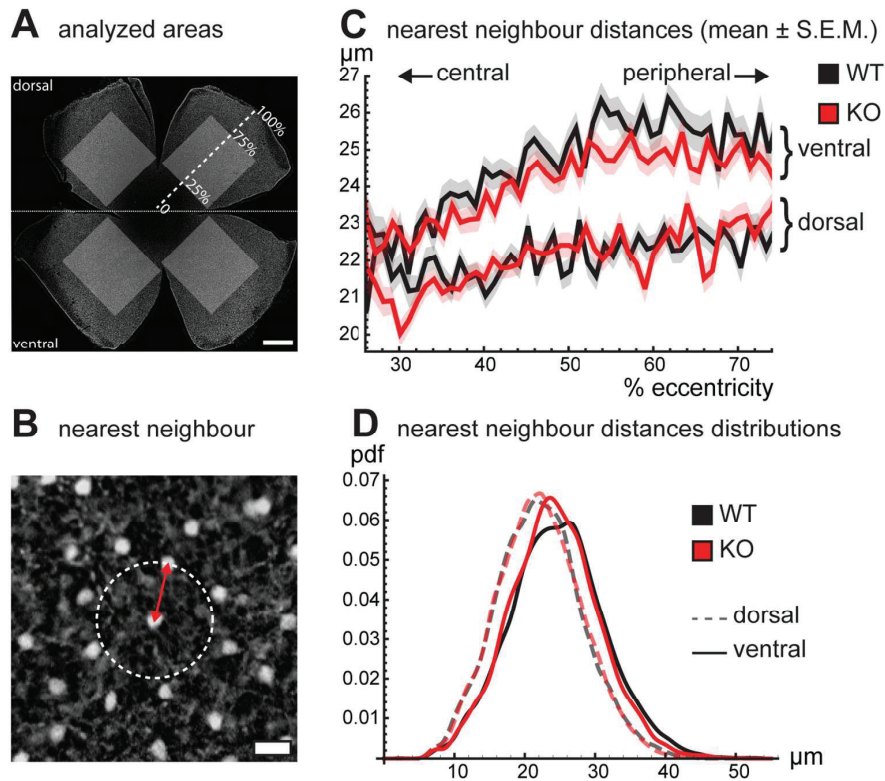 A analyzed areas
dorsal
100%
75%
25%
0
ventral
B nearest neighbour
C nearest neighbour distances (mean ± S.E.M.)
µm
27
26
25
24
23
22
21
20
central
peripheral
WT
KO
ventral
dorsal
30 40 50 60 70
% eccentricity
D nearest neighbour distances distributions
pdf
0.07
0.06
0.05
0.04
0.03
0.02
0.01
WT
KO
dorsal
ventral
10 20 30 40 50 µm